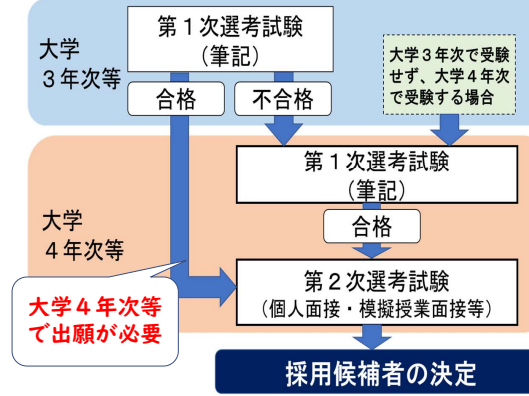 大学
３年次等
第１次選考試験
(筆記)
合格
不合格
大学３年次で受験
せず、大学４年次
で受験する場合
大学
４年次等
第１次選考試験
(筆記)
合格
第２次選考試験
(個人面接・模擬授業面接等)
大学４年次等
で出願が必要
採用候補者の決定